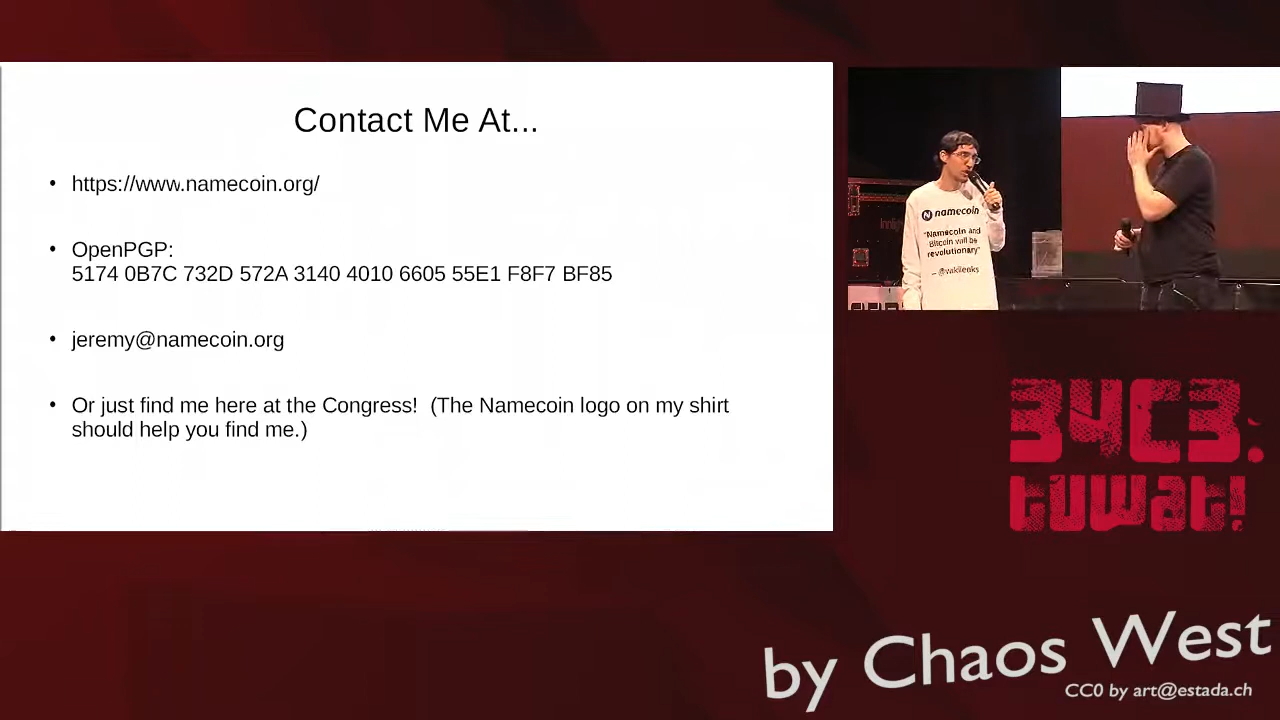 Contact Me At...
• https://www.namecoin.org/
• OpenPGP:
5174 0B7C 732D 572A 3140 4010 6605 55E1 F8F7 BF85
• jeremy@namecoin.org
• Or just find me here at the Congress!  (The Namecoin logo on my shirt
should help you find me.)
N namecoin
"Namecoin and
Bitcoin will be
revolutionary"
– @wikileaks
34C3:
tuwat!
by Chaos West
CC0 by art@estada.ch